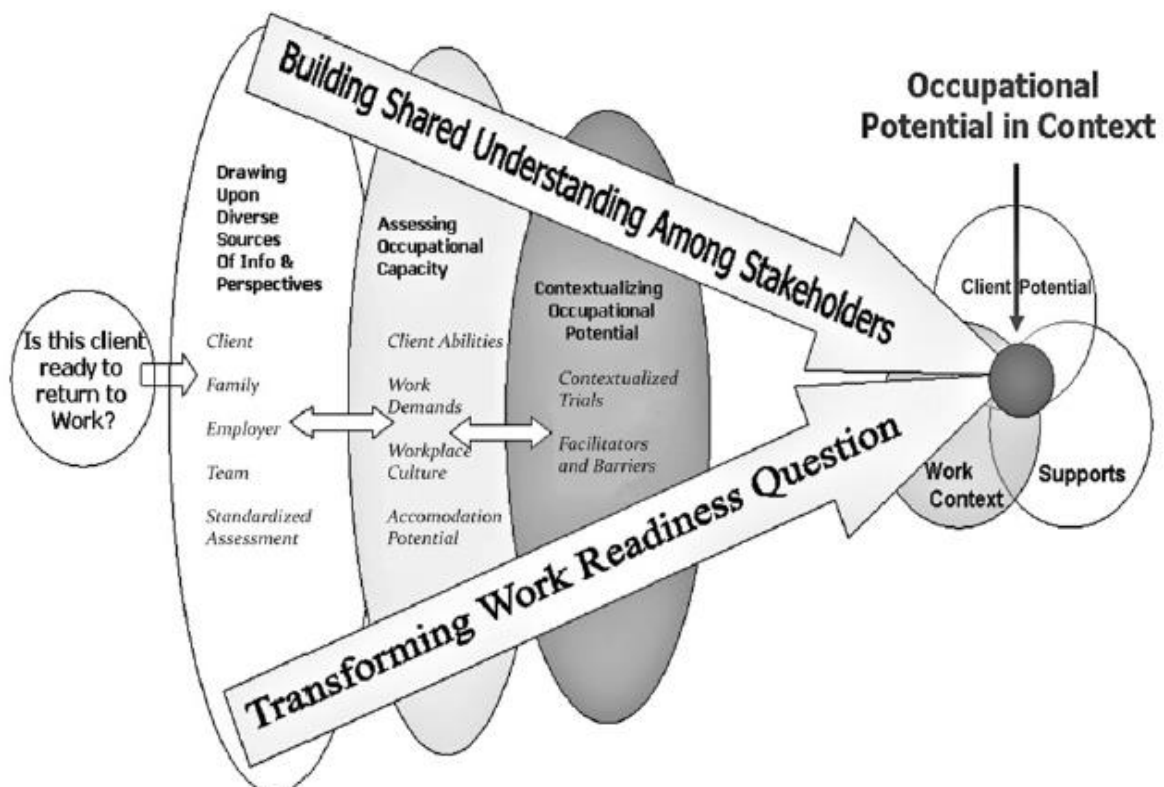 Is this client
ready to
return to
Work?
Drawing
Upon
Diverse
Sources
Of Info &
Perspectives
Client
Family
Employer
Team
Standardized
Assessment
Assessing
Occupational
Capacity
Client Abilities
Work
Demands
Workplace
Culture
Accomodation
Potential
Contextualizing
Occupational
Potential
Contextualized
Trials
Facilitators
and Barriers
Building Shared Understanding Among Stakeholders
Transforming Work Readiness Question
Occupational
Potential in Context
Client Potential
Work
Context
Supports